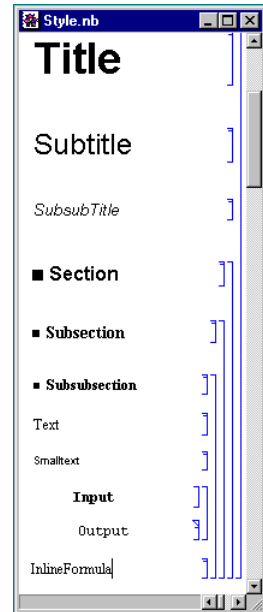 Style.nb
Title
Subtitle
SubsubTitle
Section
Subsection
Subsubsection
Text
Smalltext
Input
Output
InlineFormula